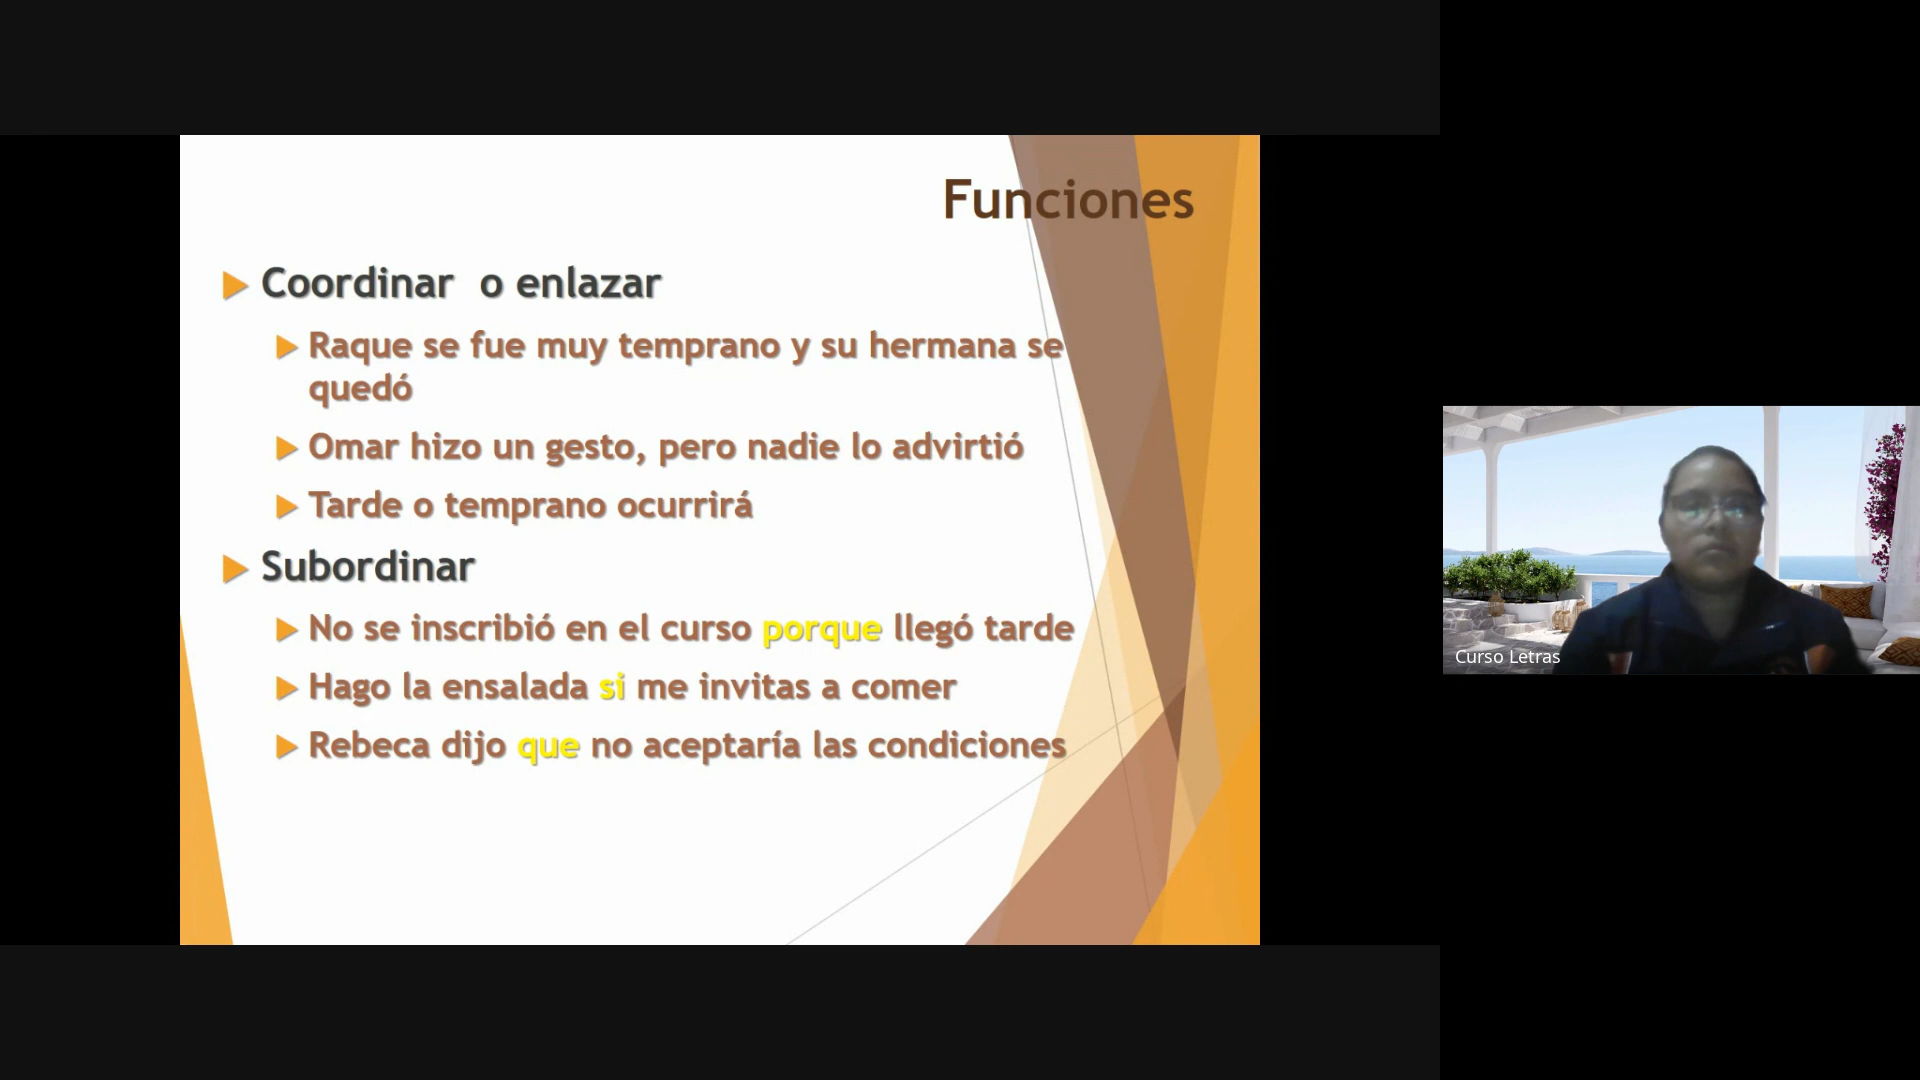 Funciones
Coordinar o enlazar
Raque se fue muy temprano y su hermana se
quedó
Omar hizo un gesto, pero nadie lo advirtió
Tarde o temprano ocurrirá
Subordinar
No se inscribió en el curso porque llegó tarde
Hago la ensalada si me invitas a comer
Rebeca dijo que no aceptaría las condiciones
Curso Letras